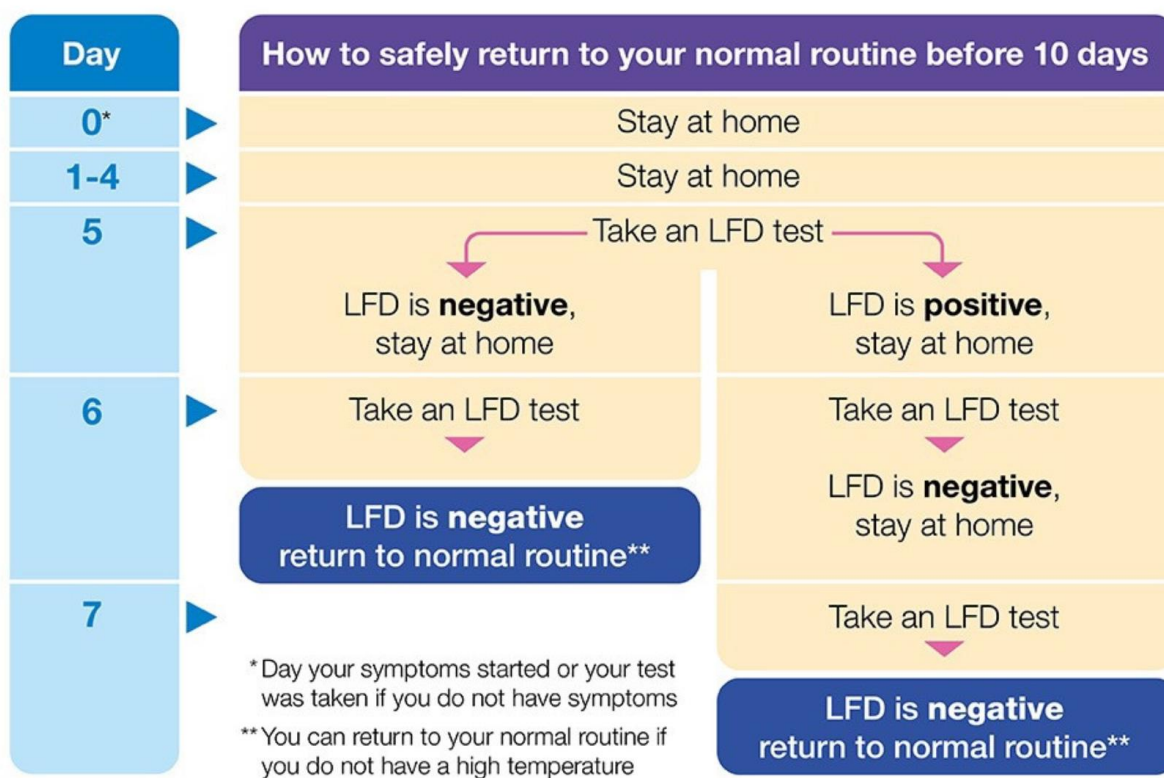 Day
How to safely return to your normal routine before 10 days
0*
Stay at home
1-4
Stay at home
5
Take an LFD test
LFD is negative,
stay at home
LFD is positive,
stay at home
6
Take an LFD test
LFD is negative
return to normal routine**
Take an LFD test
LFD is negative,
stay at home
7
Take an LFD test
LFD is negative
return to normal routine**
* Day your symptoms started or your test
was taken if you do not have symptoms
** You can return to your normal routine if
you do not have a high temperature